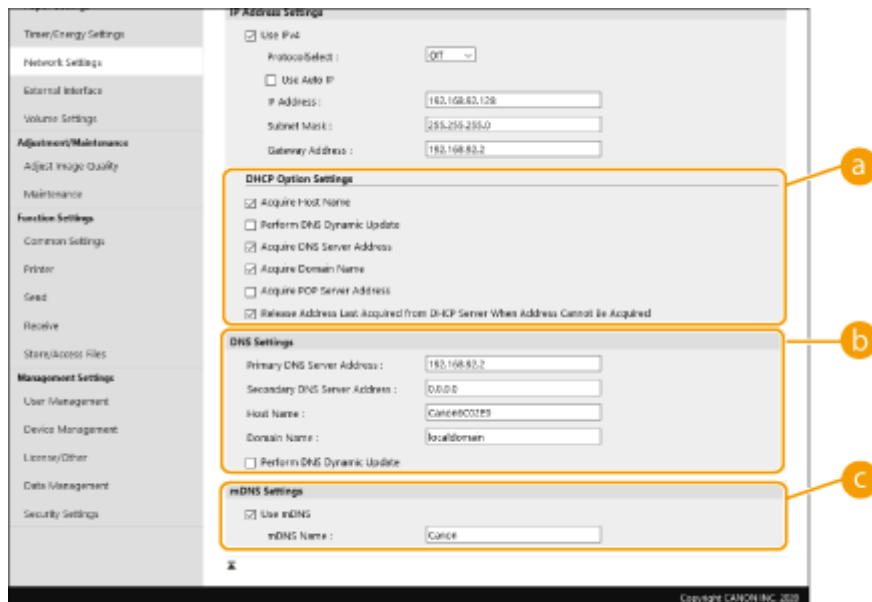 IP Address Settings
Timer/Energy Settings
Use IPv4
Network Settings
ProtocolSelect :
Off
Use Auto IP
External Interface
IP Address :
192.168.92.128
Volume Settings
Subnet Mask :
255.255.255.0
Adjustment/Maintenance
Gateway Address :
192.168.92.2
Adjust Image Quality
a
DHCP Option Settings
Maintenance
Acquire Host Name
Function Settings
Perform DNS Dynamic Update
Common Settings
Acquire DNS Server Address
Printer
Acquire Domain Name
Send
Acquire POP Server Address
Release Address Last Acquired from DHCP Server When Address Cannot Be Acquired
Receive
b
DNS Settings
Store/Access Files
Primary DNS Server Address :
192.168.92.2
Management Settings
Secondary DNS Server Address :
0.0.0.0
User Management
Host Name :
Device Management
Domain Name :
localdomain
License/Other
Perform DNS Dynamic Update
c
Data Management
mDNS Settings
Security Settings
Use mDNS
mDNS Name :
Canon
Copyright CANON INC. 2020